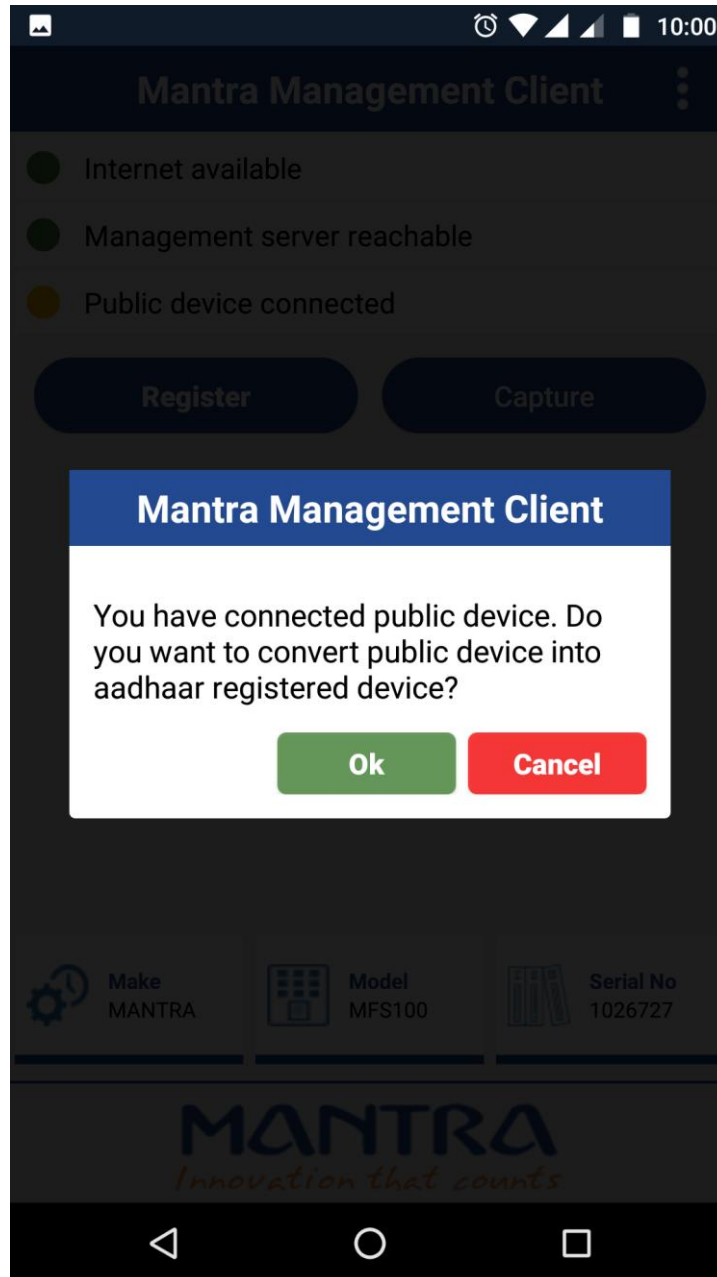 10:00
Mantra Management Client
Internet available
Management server reachable
Public device connected
Register
Capture
Mantra Management Client
You have connected public device. Do
you want to convert public device into
aadhaar registered device?
Ok
Cancel
Make
MANTRA
Model
MFS100
Serial No
1026727
MANTRA
Innovation that counts